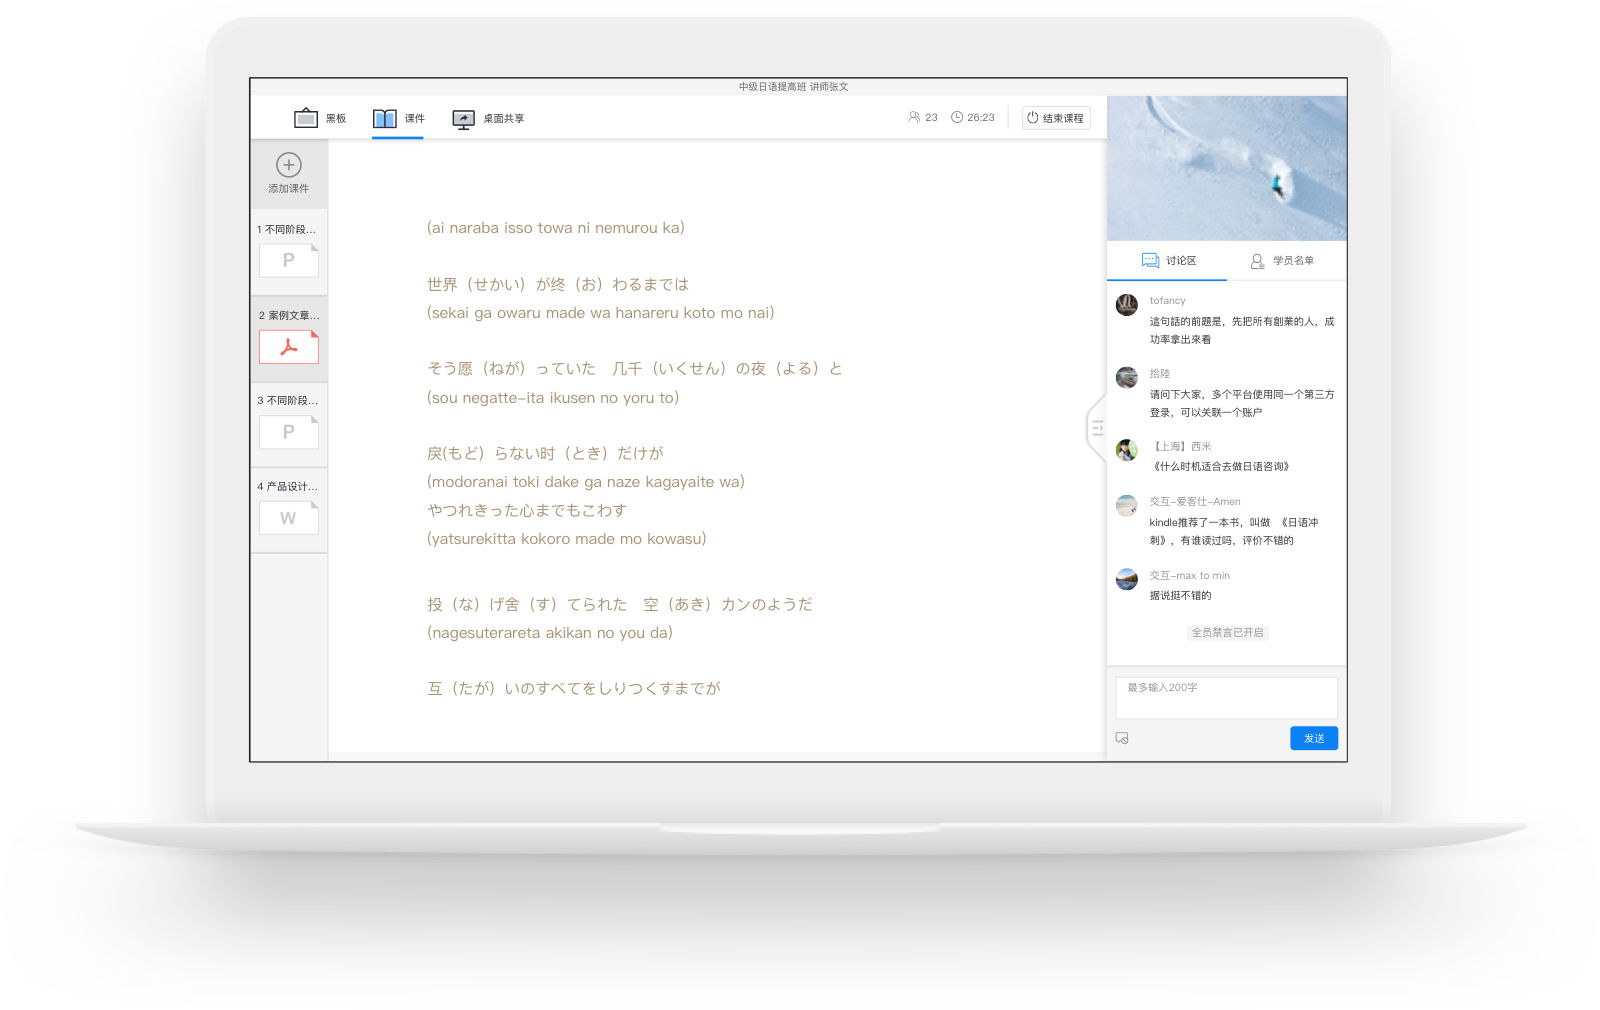 中级日语提高班 讲师张文
黑板
课件
桌面共享
23
26:23
结束课程
添加课件
1 不同阶段...
P
2 案例文章...
3 不同阶段...
P
4 产品设计...
W
(ai naraba isso towa ni nemurou ka)
世界（せかい）が终（お）わるまでは
(sekai ga owaru made wa hanareru koto mo nai)
そう愿（ねが）っていた　几千（いくせん）の夜（よる）と
(sou negatte-ita ikusen no yoru to)
戻(もど）らない时（とき）だけが
(modoranai toki dake ga naze kagayaite wa)
やつれきった心までもこわす
(yatsurekitta kokoro made mo kowasu)
投（な）げ舍（す）てられた　空（あき）カンのようだ
(nagesuterareta akikan no you da)
互（たが）いのすべてをしりつくすまでが
讨论区
学员名单
tofancy
這句話的前題是，先把所有創業的人，成
功率拿出來看
拾陸
请问下大家，多个平台使用同一个第三方
登录，可以关联一个账户
【上海】西米
《什么时机适合去做日语咨询》
交互-爱客仕-Amen
kindle推荐了一本书，叫做 《日语冲
刺》，有谁读过吗，评价不错的
交互-max to min
据说挺不错的
全员禁言已开启
最多输入200字
发送